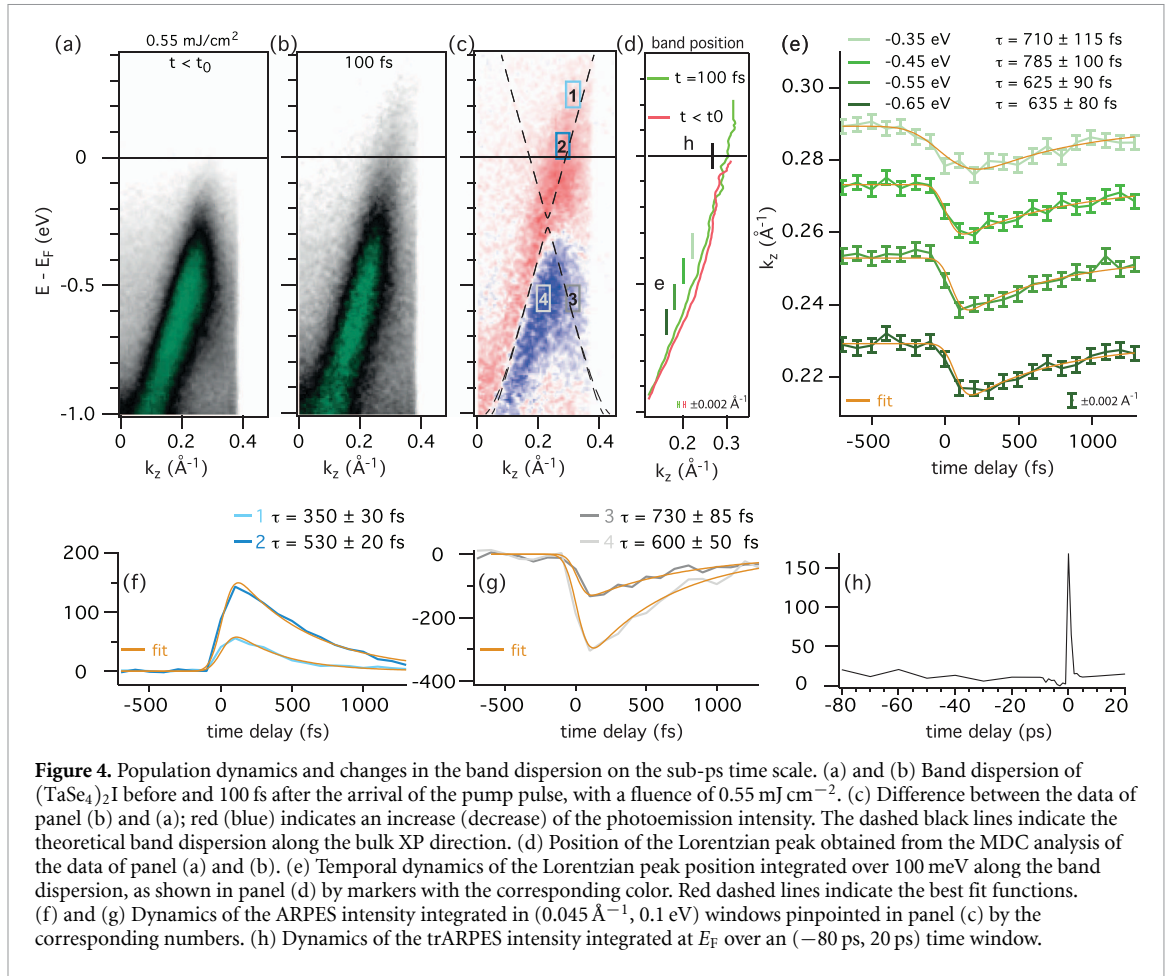 (a)
0.55 mJ/cm²
t < t₀
(b)
100 fs
(c)
(d)
band position
t =100 fs
t < t0
h
e
±0.002 Å⁻¹
(e)
-0.35 eV τ = 710 ± 115 fs
-0.45 eV τ = 785 ± 100 fs
-0.55 eV τ = 625 ± 90 fs
-0.65 eV τ = 635 ± 80 fs
0
-0.5
-1.0
E - E_F (eV)
0 0.2 0.4
k_z (Å⁻¹)
0 0.2 0.4
k_z (Å⁻¹)
1
2
3
4
0 0.2 0.4
k_z (Å⁻¹)
0.2 0.3
k_z (Å⁻¹)
0.30
0.28
0.26
0.24
0.22
k_z (Å⁻¹)
fit
±0.002 A⁻¹
-500 0 500 1000
time delay (fs)
1 τ = 350 ± 30 fs
2 τ = 530 ± 20 fs
200
100
0
(f)
fit
-500 0 500 1000
time delay (fs)
3 τ = 730 ± 85 fs
4 τ = 600 ± 50 fs
0
-200
-400
(g)
fit
-500 0 500 1000
time delay (fs)
150
100
50
0
(h)
-80 -60 -40 -20 0 20
time delay (ps)
Figure 4. Population dynamics and changes in the band dispersion on the sub-ps time scale. (a) and (b) Band dispersion of
(TaSe₄)₂I before and 100 fs after the arrival of the pump pulse, with a fluence of 0.55 mJ cm⁻². (c) Difference between the data of
panel (b) and (a); red (blue) indicates an increase (decrease) of the photoemission intensity. The dashed black lines indicate the
theoretical band dispersion along the bulk XP direction. (d) Position of the Lorentzian peak obtained from the MDC analysis of
the data of panel (a) and (b). (e) Temporal dynamics of the Lorentzian peak position integrated over 100 meV along the band
dispersion, as shown in panel (d) by markers with the corresponding color. Red dashed lines indicate the best fit functions.
(f) and (g) Dynamics of the ARPES intensity integrated in (0.045 Å⁻¹, 0.1 eV) windows pinpointed in panel (c) by the
corresponding numbers. (h) Dynamics of the trARPES intensity integrated at E_F over an (−80 ps, 20 ps) time window.